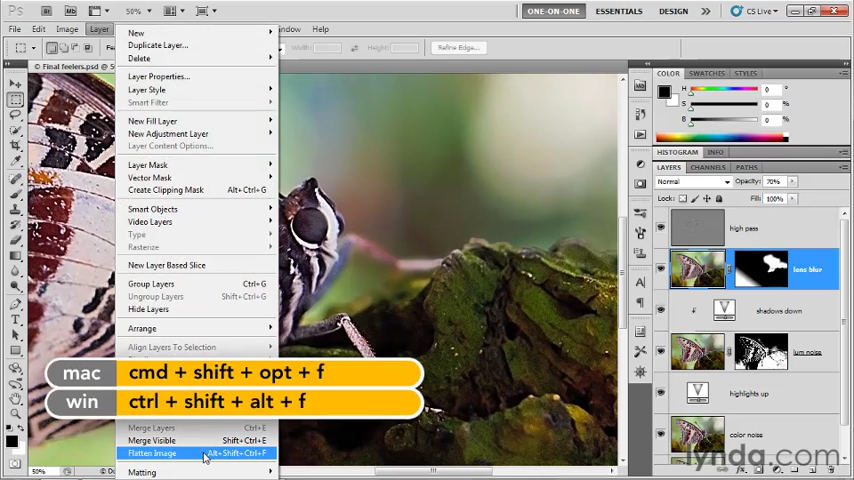 Ps Br Mb 50% ONE-ON-ONE ESSENTIALS DESIGN CS Live
File Edit Image Layer Window Help
Width: Height: Refine Edge...
Final feelers.psd @ 5
New
Duplicate Layer...
Delete
Layer Properties...
Layer Style
Smart Filter
New Fill Layer
New Adjustment Layer
Layer Content Options...
Layer Mask
Vector Mask
Create Clipping Mask Alt+Ctrl+G
Smart Objects
Video Layers
Type
Rasterize
New Layer Based Slice
Group Layers Ctrl+G
Ungroup Layers Shift+Ctrl+G
Hide Layers
Arrange
Align Layers To Selection
mac cmd + shift + opt + f
win ctrl + shift + alt + f
Merge Layers Ctrl+E
Merge Visible Shift+Ctrl+E
Flatten Image Alt+Shift+Ctrl+F
Matting
50%
COLOR SWATCHES STYLES
H 0 °
S 0 %
B 0 %
HISTOGRAM INFO
LAYERS CHANNELS PATHS
Normal Opacity: 70%
Lock: Fill: 100%
high pass
lens blur
shadows down
lum noise
highlights up
color noise
lynda.com